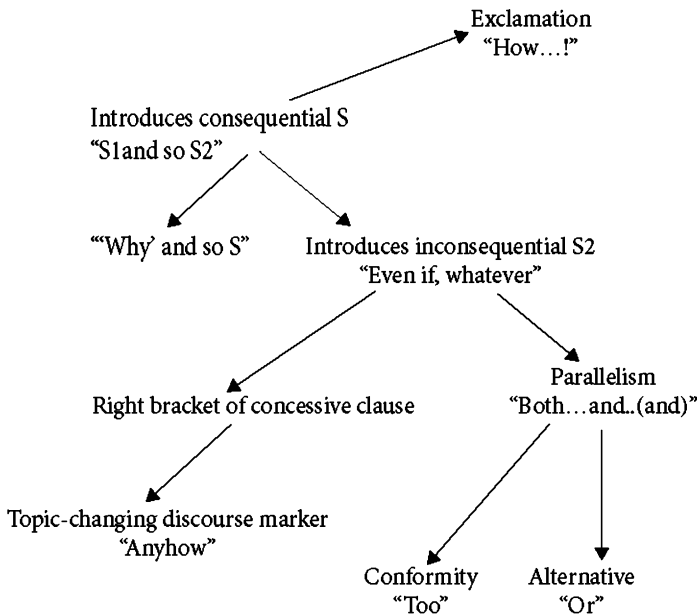 Exclamation
“How…!”
Introduces consequential S
“S1and so S2”
“‘Why’ and so S”
Introduces inconsequential S2
“Even if, whatever”
Right bracket of concessive clause
Parallelism
“Both…and..(and)”
Topic-changing discourse marker
“Anyhow”
Conformity
“Too”
Alternative
“Or”